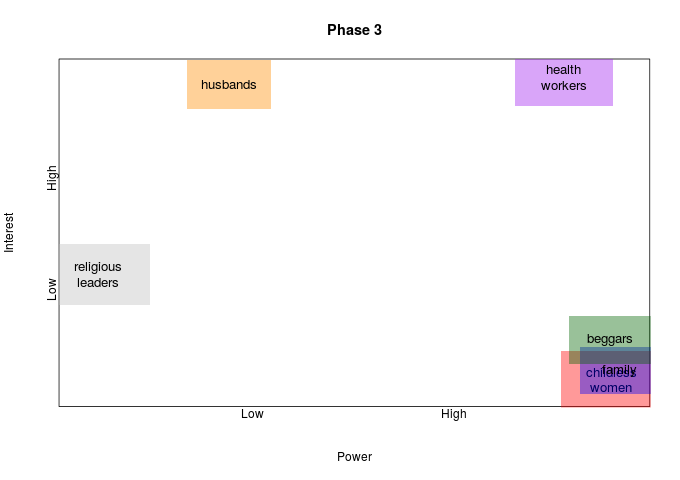 Phase 3
husbands
health
workers
High
Interest
religious
leaders
Low
beggars
family
childless
women
Low
High
Power